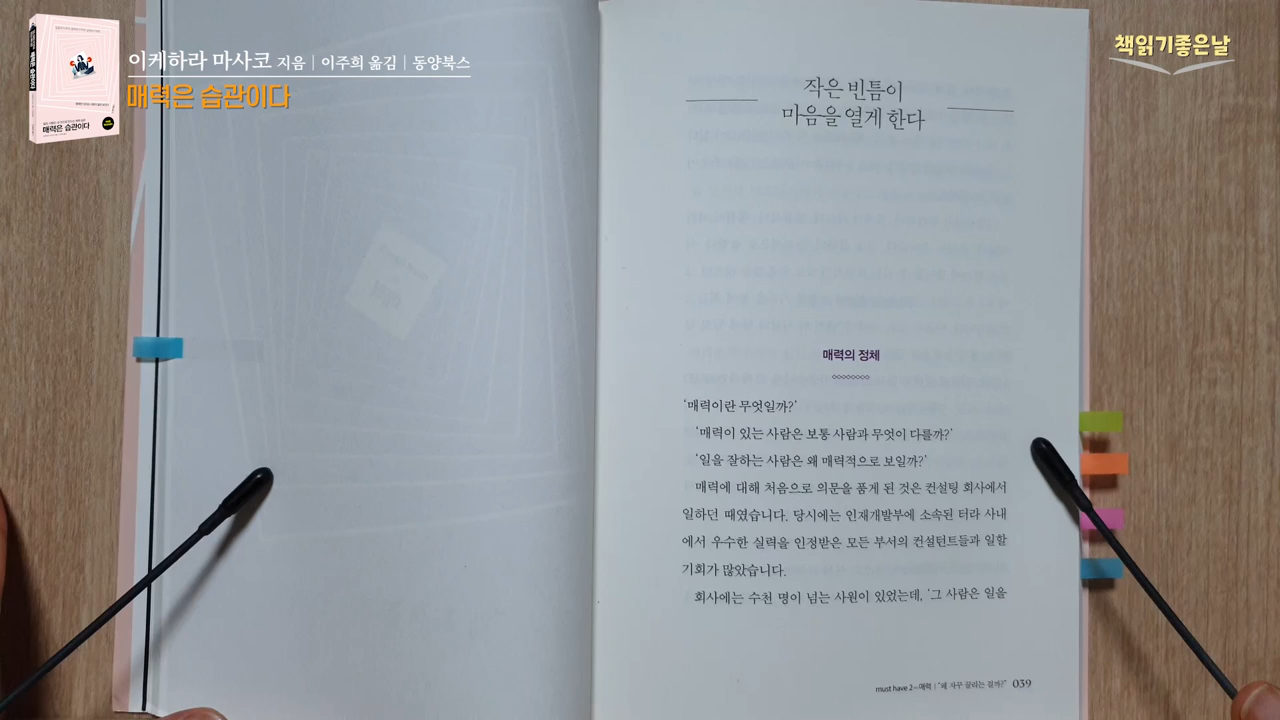 이케하라 마사코 지음 | 이주희 옮김 | 동양북스
매력은 습관이다
책읽기좋은날
매력은 습관이다
작은 빈틈이
마음을 열게 한다
매력의 정체
‘매력이란 무엇일까?’
‘매력이 있는 사람은 보통 사람과 무엇이 다를까?’
‘일을 잘하는 사람은 왜 매력적으로 보일까?’
매력에 대해 처음으로 의문을 품게 된 것은 컨설팅 회사에서
일하던 때였습니다. 당시에는 인재개발부에 소속된 터라 사내
에서 우수한 실력을 인정받은 모든 부서의 컨설턴트들과 일할
기회가 많았습니다.
회사에는 수천 명이 넘는 사원이 있었는데, ‘그 사람은 일을
must have 2 – 매력 | “왜 자꾸 끌리는 걸까?” 039